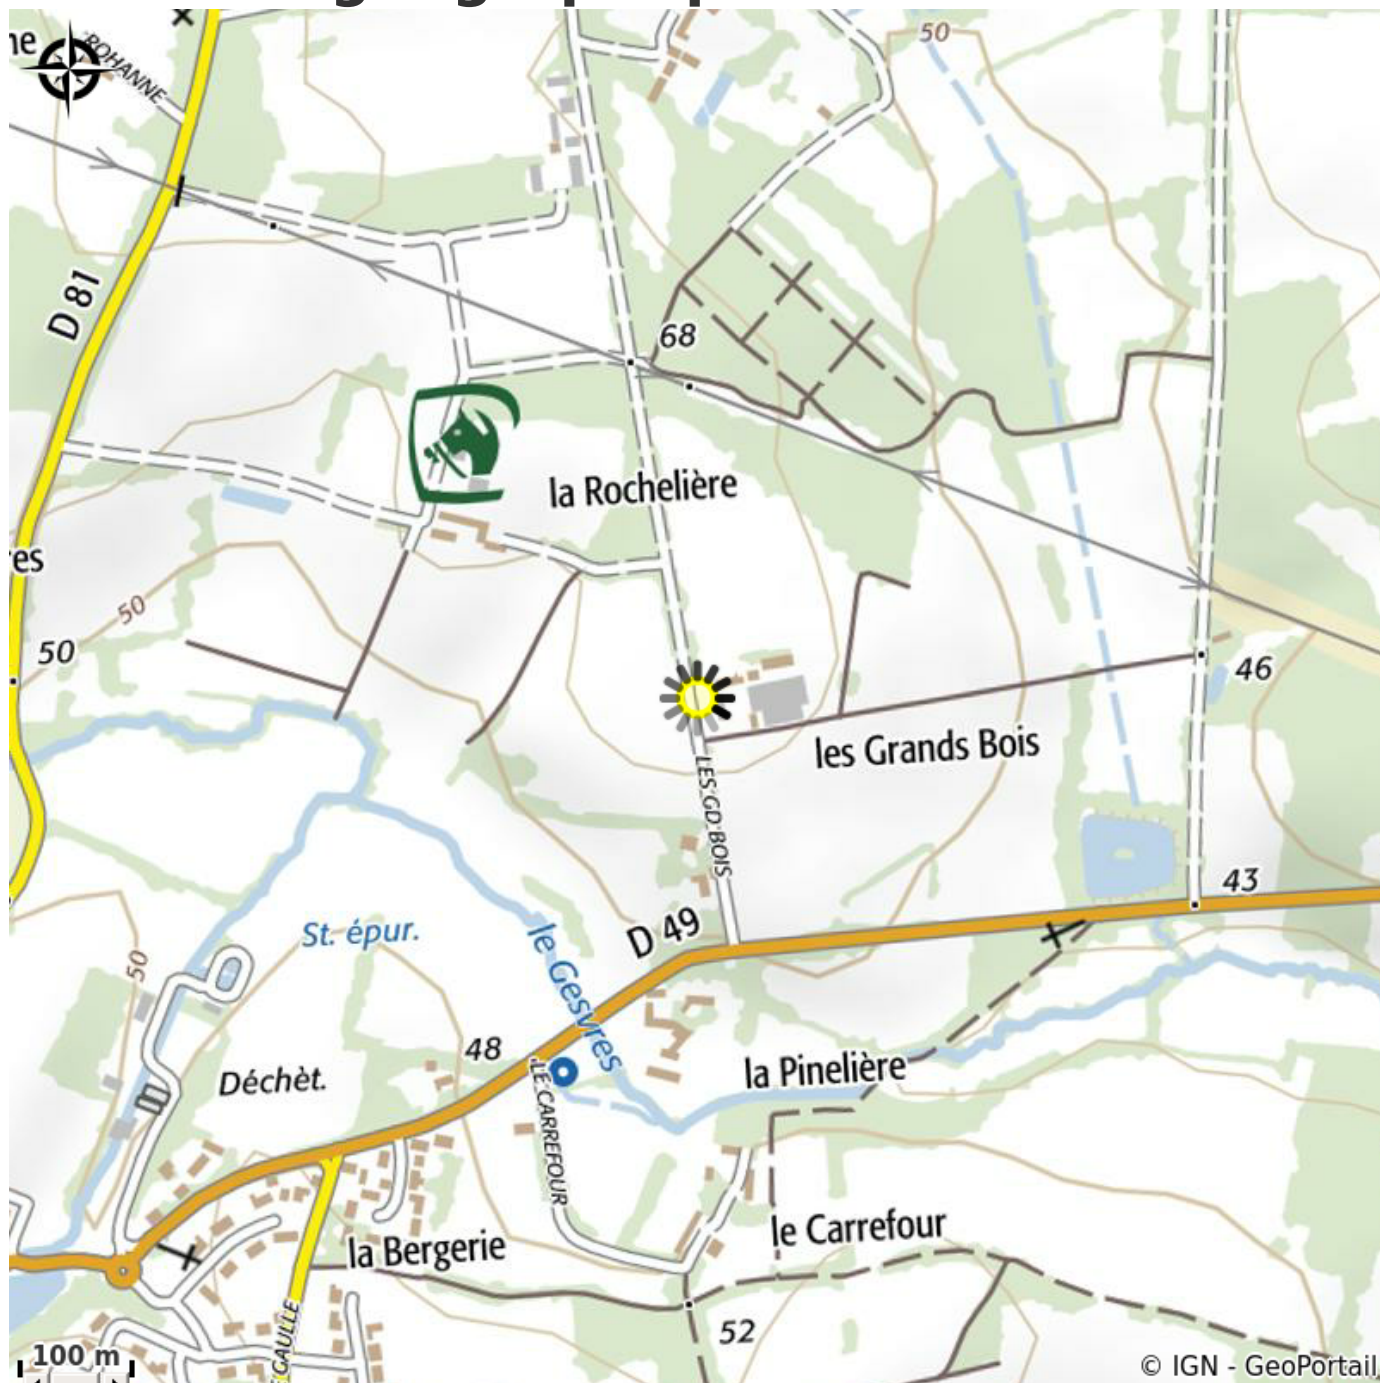 ROHANNE
50
D 81
68
la Rochelière
50
50
46
les Grands Bois
LES GD BOIS
43
St. épur.
le Gesvres
D 49
50
48
Déchèt.
la Pinelière
LE CARREFOUR
le Carrefour
la Bergerie
GAULLE
52
100 m
© IGN - GeoPortail